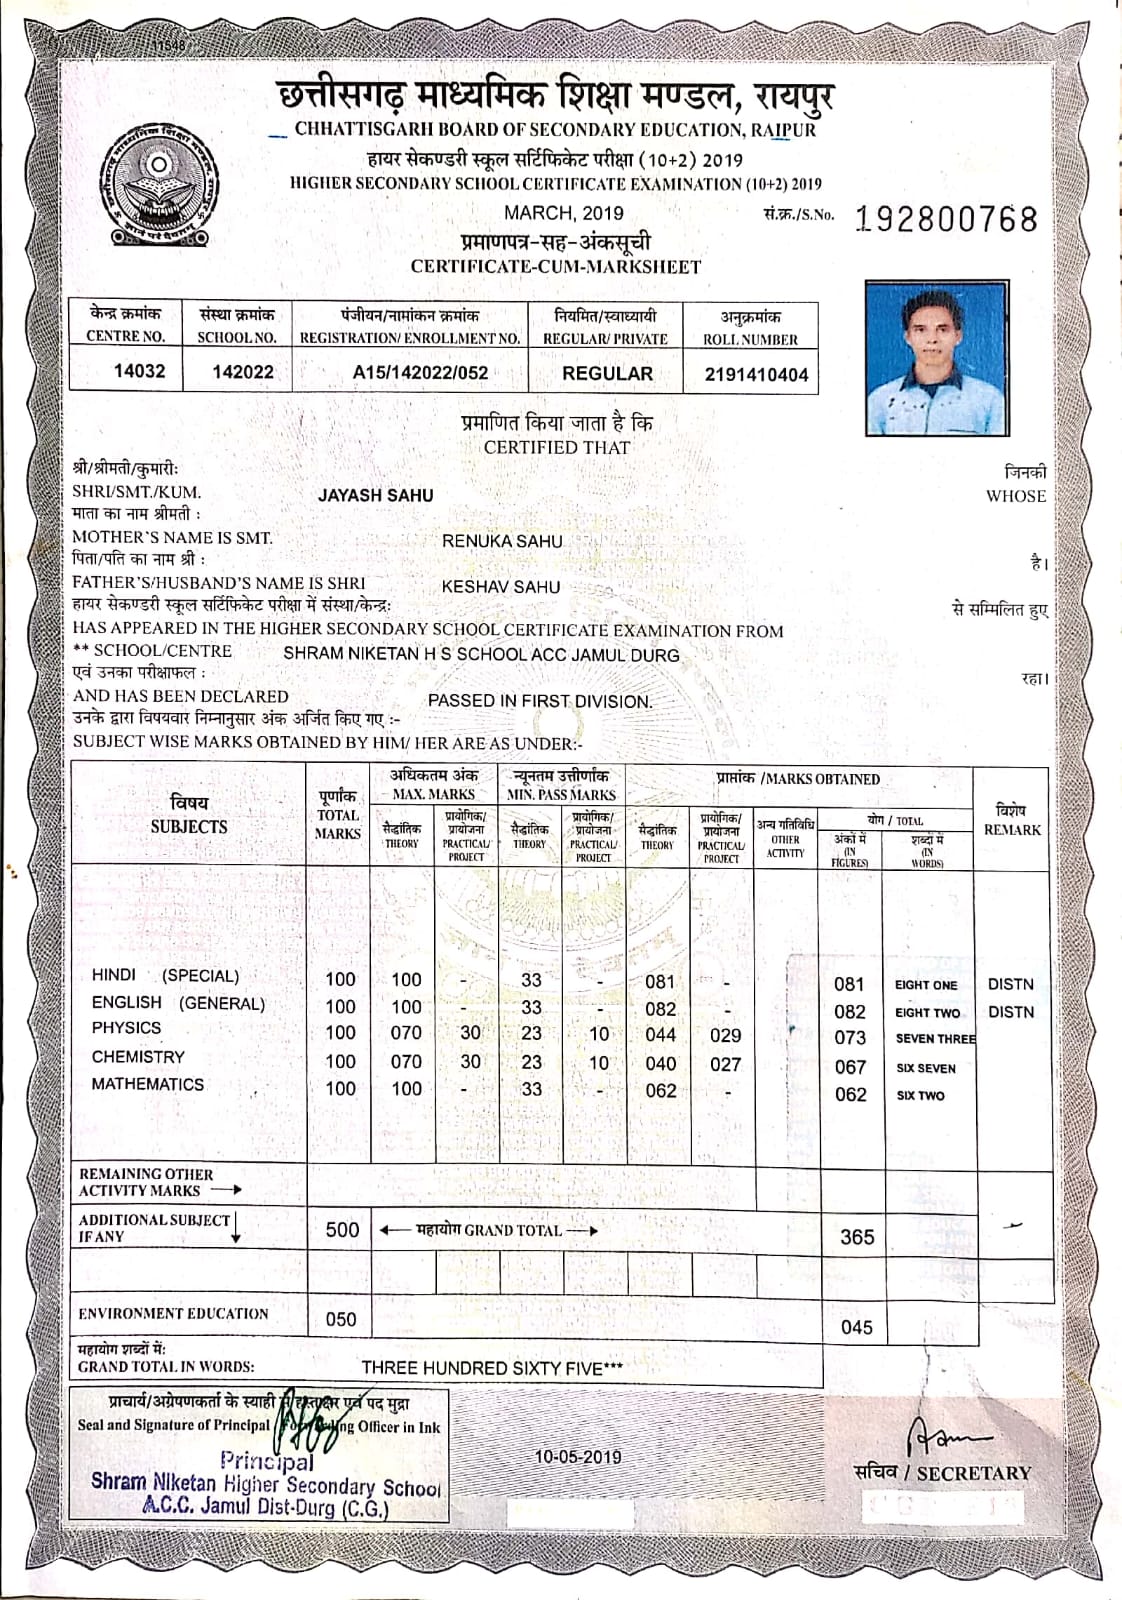 11548
छत्तीसगढ़ माध्यमिक शिक्षा मण्डल, रायपुर
CHHATTISGARH BOARD OF SECONDARY EDUCATION, RAIPUR
हायर सेकण्डरी स्कूल सर्टिफिकेट परीक्षा (10+2) 2019
HIGHER SECONDARY SCHOOL CERTIFICATE EXAMINATION (10+2) 2019
MARCH, 2019
सं.क्र./S.No. 192800768
प्रमाणपत्र-सह-अंकसूची
CERTIFICATE-CUM-MARKSHEET
केन्द्र क्रमांक संस्था क्रमांक पंजीयन/नामांकन क्रमांक नियमित/स्वाध्यायी अनुक्रमांक
CENTRE NO. SCHOOL NO. REGISTRATION/ ENROLLMENT NO. REGULAR/ PRIVATE ROLL NUMBER
14032 142022 A15/142022/052 REGULAR 2191410404
प्रमाणित किया जाता है कि
CERTIFIED THAT
श्री/श्रीमती/कुमारीः जिनकी
SHRI/SMT./KUM. JAYASH SAHU WHOSE
माता का नाम श्रीमती :
MOTHER'S NAME IS SMT. RENUKA SAHU
पिता/पति का नाम श्री : है।
FATHER'S/HUSBAND'S NAME IS SHRI KESHAV SAHU
हायर सेकण्डरी स्कूल सर्टिफिकेट परीक्षा में संस्था/केन्द्रः से सम्मिलित हुए
HAS APPEARED IN THE HIGHER SECONDARY SCHOOL CERTIFICATE EXAMINATION FROM
** SCHOOL/CENTRE SHRAM NIKETAN H S SCHOOL ACC JAMUL DURG
एवं उनका परीक्षाफल : रहा।
AND HAS BEEN DECLARED PASSED IN FIRST DIVISION.
उनके द्वारा विषयवार निम्नानुसार अंक अर्जित किए गए :-
SUBJECT WISE MARKS OBTAINED BY HIM/ HER ARE AS UNDER:-
विषय पूर्णांक अधिकतम अंक न्यूनतम उत्तीर्णांक प्राप्तांक /MARKS OBTAINED विशेष
SUBJECTS TOTAL MARKS MAX. MARKS MIN. PASS MARKS REMARK
सैद्धांतिक प्रायोगिक/ प्रायोजना सैद्धांतिक प्रायोगिक/ प्रायोजना सैद्धांतिक प्रायोगिक/ प्रायोजना अन्य गतिविधि योग / TOTAL
THEORY PRACTICAL/ PROJECT THEORY PRACTICAL/ PROJECT THEORY PRACTICAL/ PROJECT OTHER ACTIVITY अंकों में (IN FIGURES) शब्दों में (IN WORDS)
HINDI (SPECIAL) 100 100 - 33 - 081 - 081 EIGHT ONE DISTN
ENGLISH (GENERAL) 100 100 - 33 - 082 - 082 EIGHT TWO DISTN
PHYSICS 100 070 30 23 10 044 029 073 SEVEN THREE
CHEMISTRY 100 070 30 23 10 040 027 067 SIX SEVEN
MATHEMATICS 100 100 - 33 - 062 - 062 SIX TWO
REMAINING OTHER
ACTIVITY MARKS
ADDITIONAL SUBJECT
IF ANY 500 महायोग GRAND TOTAL 365
ENVIRONMENT EDUCATION 050 045
महायोग शब्दों में:
GRAND TOTAL IN WORDS: THREE HUNDRED SIXTY FIVE***
प्राचार्य/अग्रेषणकर्ता के स्याही से हस्ताक्षर एवं पद मुद्रा
Seal and Signature of Principal Officer in Ink
Principal
Shram Niketan Higher Secondary School
A.C.C. Jamul Dist-Durg (C.G.)
10-05-2019
सचिव / SECRETARY